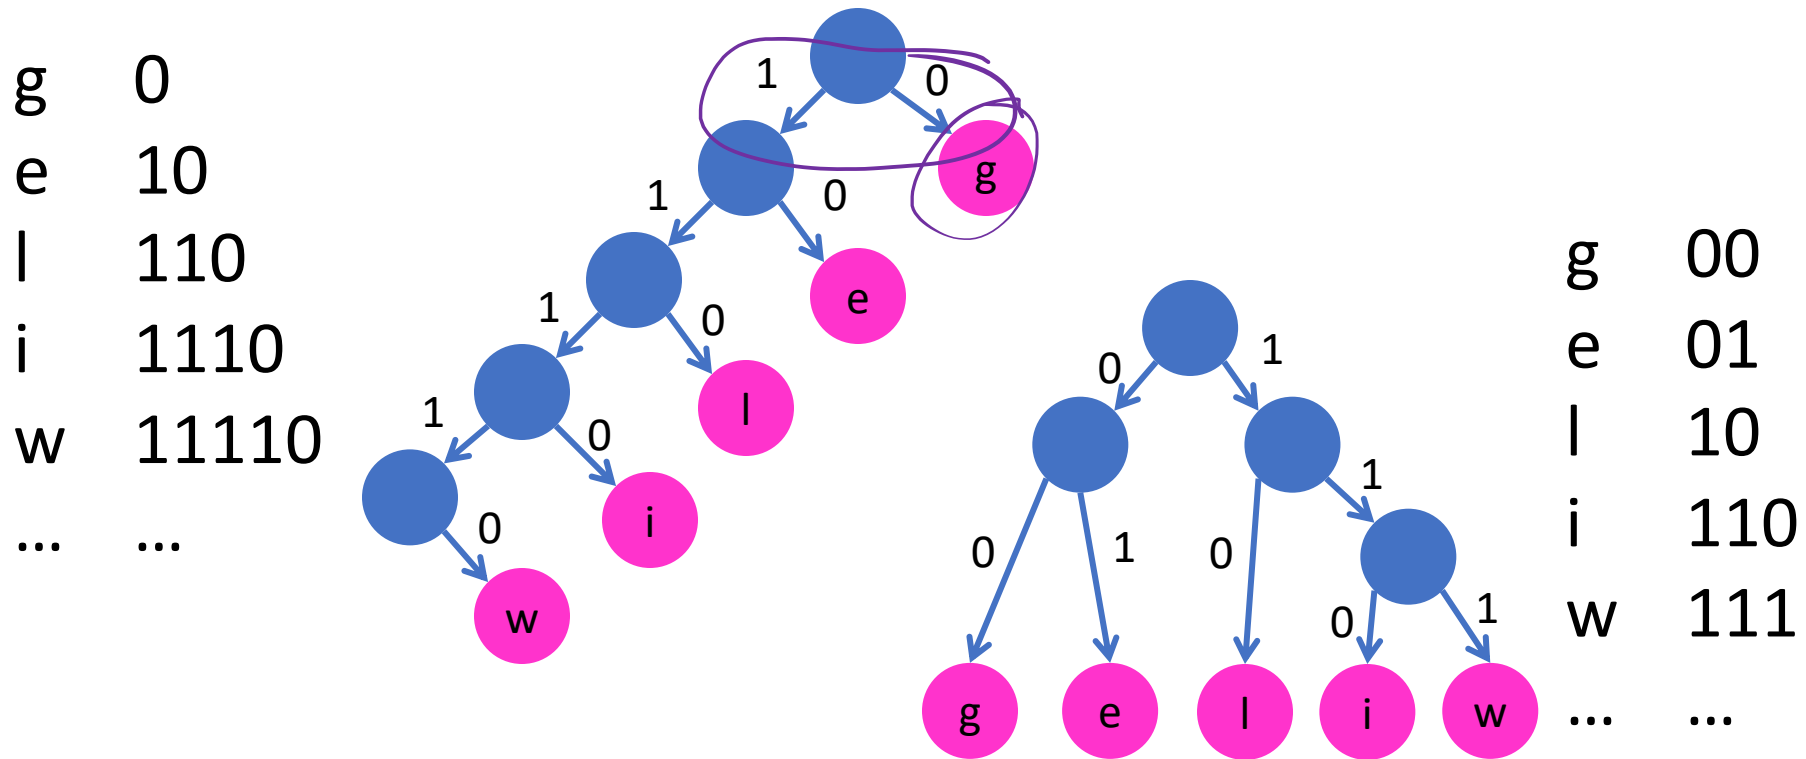 g 0
e 10
l 110
i 1110
w 11110
... ...
1 0
g
1 0
e
1 0
l
1 0
i
0
w
0 1
1
0 1 0
0 1
g e l i w
g 00
e 01
l 10
i 110
w 111
... ...